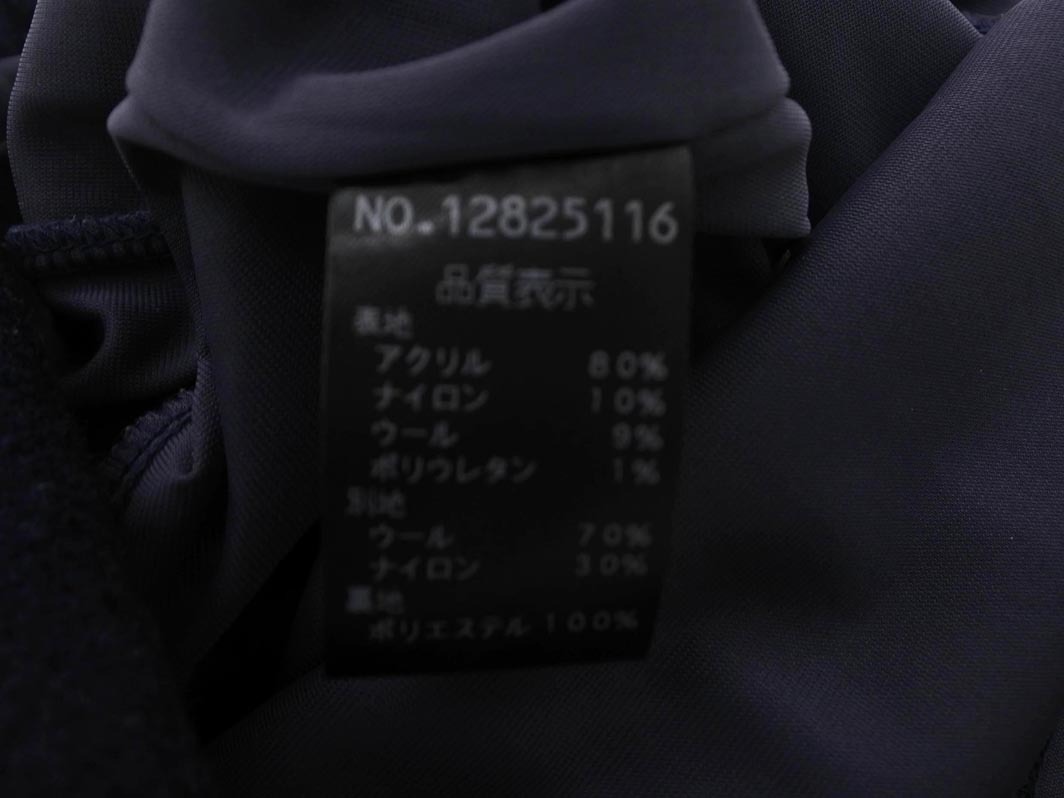 NO.12825116
品質表示
表地
アクリル 80%
ナイロン 10%
ウール 9%
ポリウレタン 1%
別地
ウール 70%
ナイロン 30%
裏地
ポリエステル 100%